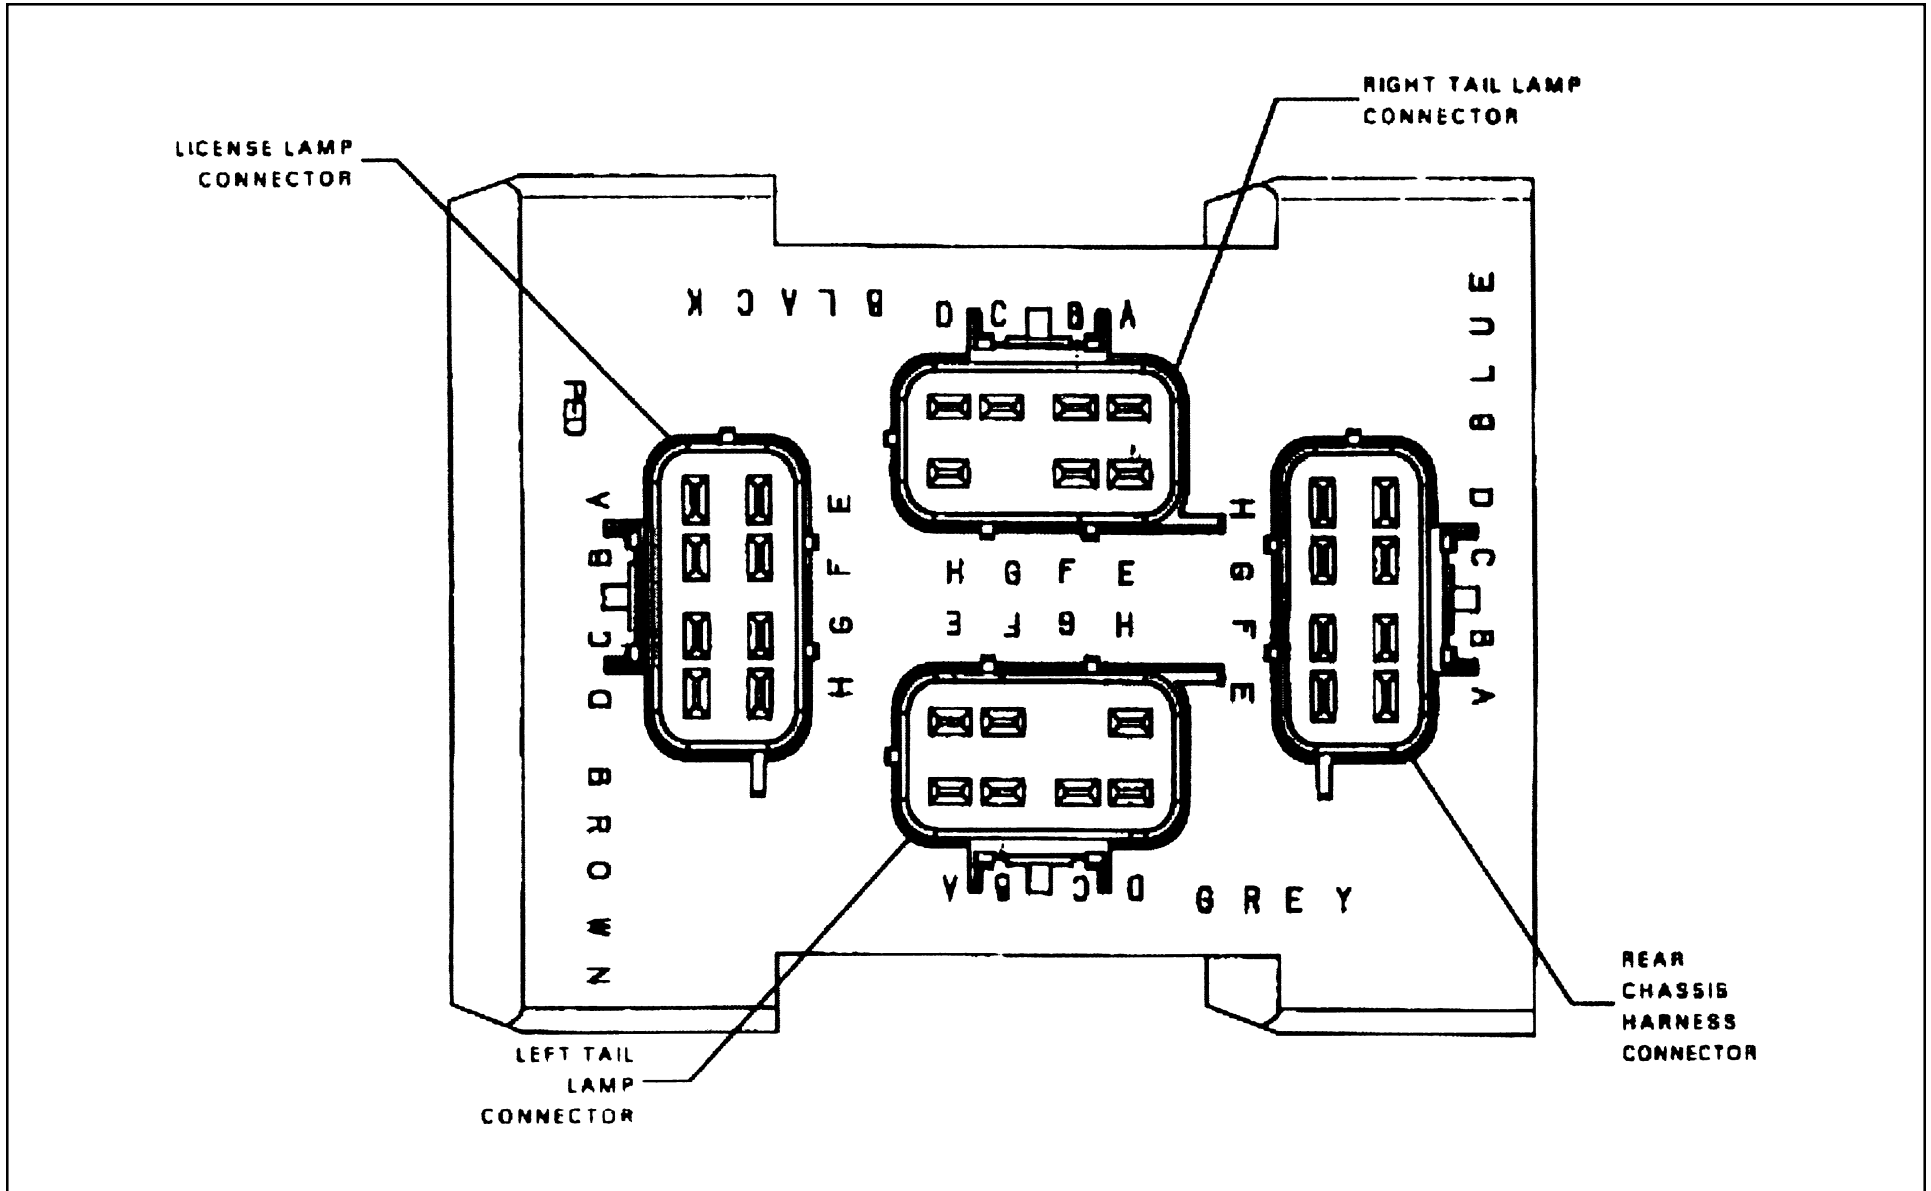 RIGHT TAIL LAMP
CONNECTOR
LICENSE LAMP
CONNECTOR
BLACK
D C B A
BLUE
A B C D
E F G H
H G F E
D C B A
H G F E
E F G H
BROWN
A B C D
GREY
LEFT TAIL
LAMP
CONNECTOR
REAR
CHASSIS
HARNESS
CONNECTOR